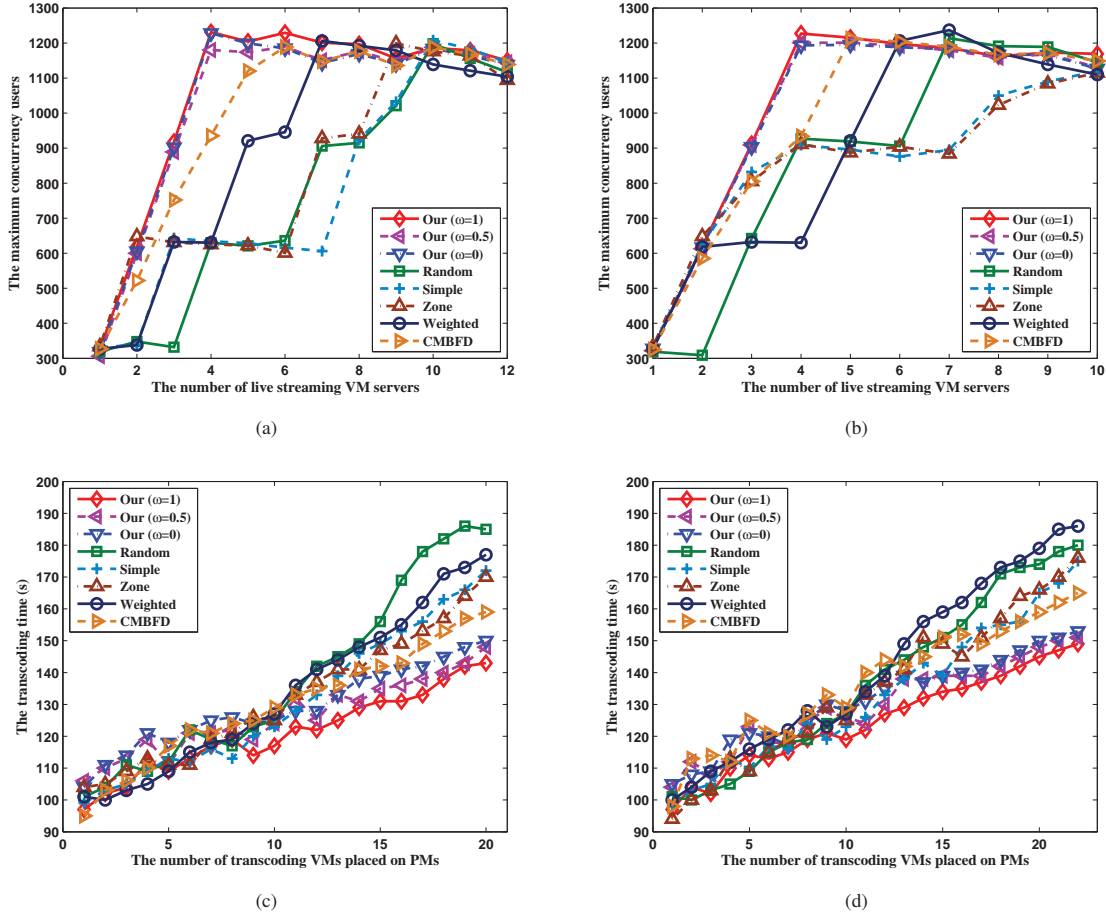 1300
1200
1100
1000
900
800
700
600
500
400
300
0
2
4
6
8
10
12
The maximum concurrency users
The number of live streaming VM servers
Our (ω=1)
Our (ω=0.5)
Our (ω=0)
Random
Simple
Zone
Weighted
CMBFD
(a)
1300
1200
1100
1000
900
800
700
600
500
400
300
1
2
3
4
5
6
7
8
9
10
The maximum concurrency users
The number of live streaming VM servers
Our (ω=1)
Our (ω=0.5)
Our (ω=0)
Random
Simple
Zone
Weighted
CMBFD
(b)
200
190
180
170
160
150
140
130
120
110
100
90
0
5
10
15
20
The transcoding time (s)
The number of transcoding VMs placed on PMs
Our (ω=1)
Our (ω=0.5)
Our (ω=0)
Random
Simple
Zone
Weighted
CMBFD
(c)
200
190
180
170
160
150
140
130
120
110
100
90
0
5
10
15
20
The transcoding time (s)
The number of transcoding VMs placed on PMs
Our (ω=1)
Our (ω=0.5)
Our (ω=0)
Random
Simple
Zone
Weighted
CMBFD
(d)